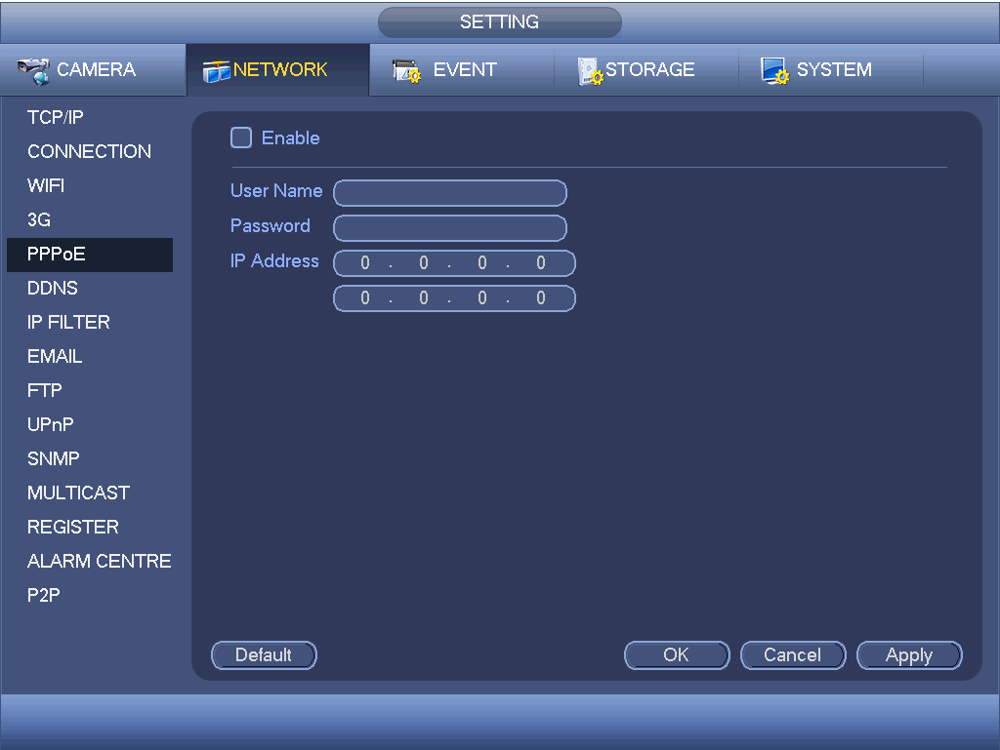 SETTING
CAMERA NETWORK EVENT STORAGE SYSTEM
TCP/IP
CONNECTION
WIFI
3G
PPPoE
DDNS
IP FILTER
EMAIL
FTP
UPnP
SNMP
MULTICAST
REGISTER
ALARM CENTRE
P2P
Enable
User Name
Password
IP Address 0 . 0 . 0 . 0
0 . 0 . 0 . 0
Default OK Cancel Apply